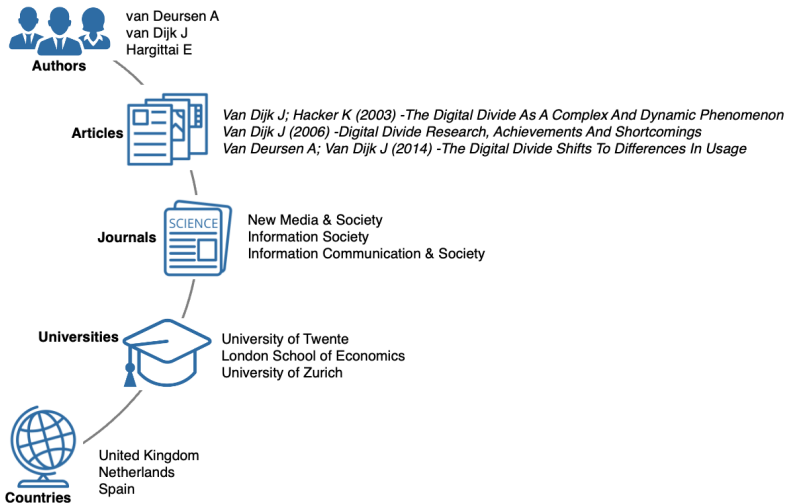 van Deursen A
van Dijk J
Hargittai E
Authors
Articles
Van Dijk J; Hacker K (2003) -The Digital Divide As A Complex And Dynamic Phenomenon
Van Dijk J (2006) -Digital Divide Research, Achievements And Shortcomings
Van Deursen A; Van Dijk J (2014) -The Digital Divide Shifts To Differences In Usage
SCIENCE
Journals
New Media & Society
Information Society
Information Communication & Society
Universities
University of Twente
London School of Economics
University of Zurich
United Kingdom
Netherlands
Spain
Countries